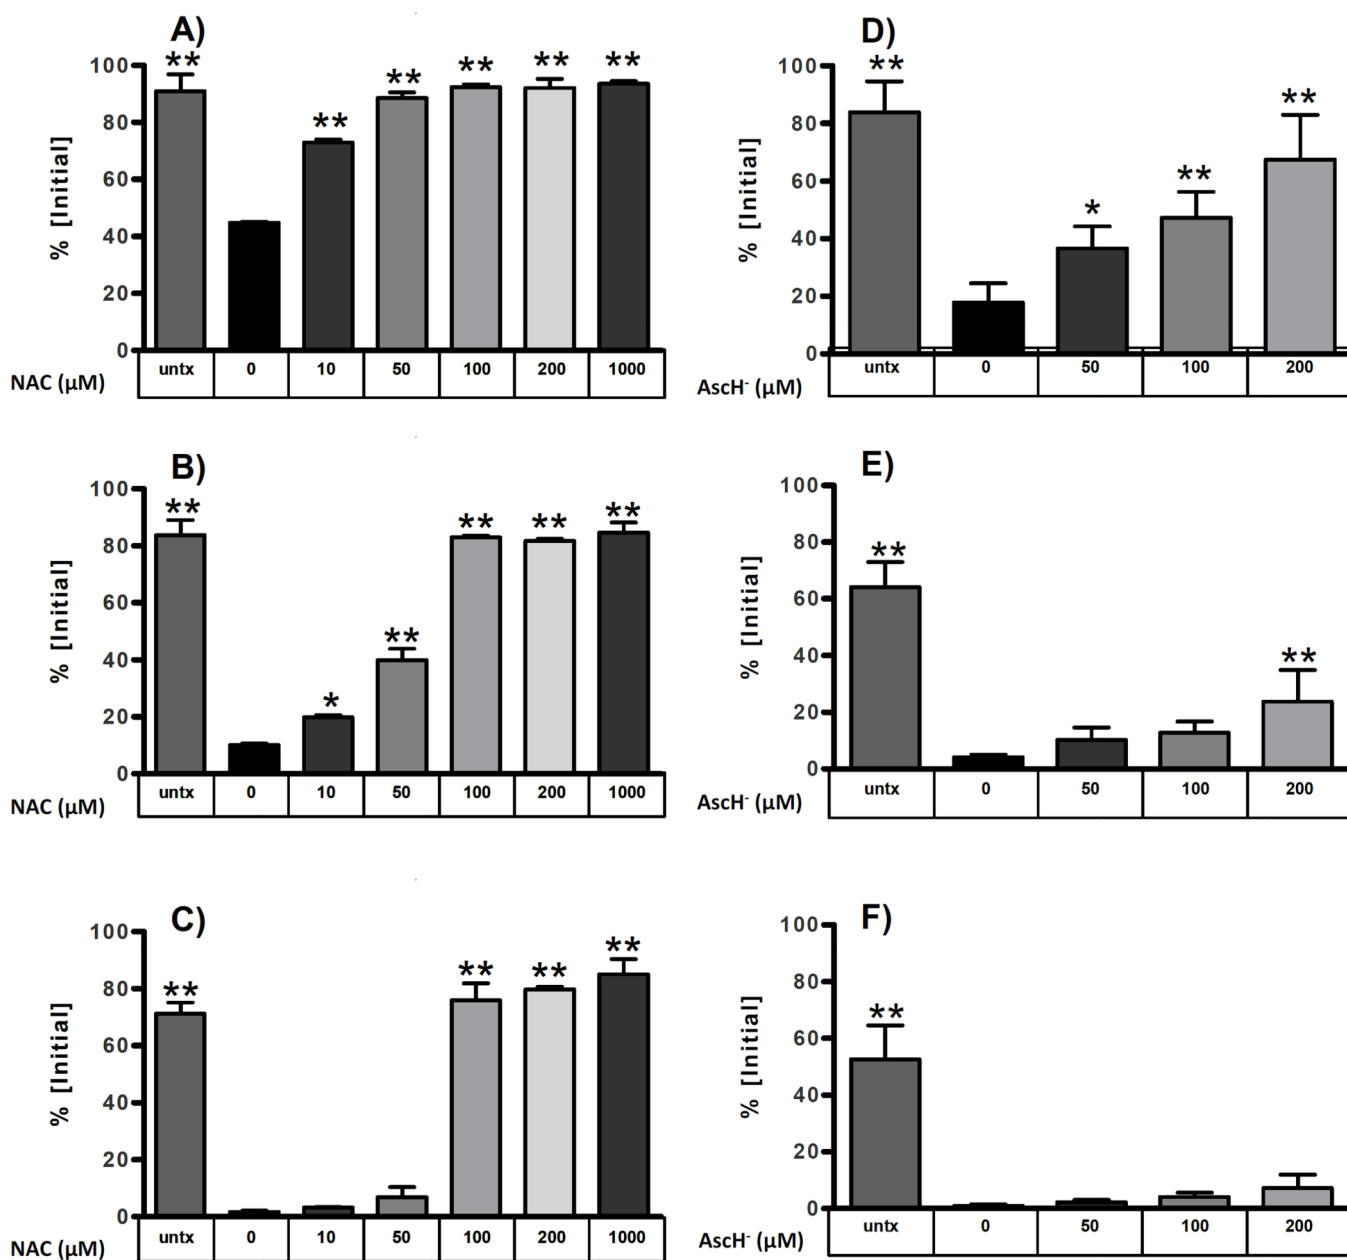 A)
% [Initial]
100
80
60
40
20
0
** ** ** ** ** **
NAC (µM) untx 0 10 50 100 200 1000
D)
% [Initial]
100
80
60
40
20
0
** * ** **
AscH⁻ (µM) untx 0 50 100 200
B)
% [Initial]
100
80
60
40
20
0
** * ** ** ** **
NAC (µM) untx 0 10 50 100 200 1000
E)
% [Initial]
100
80
60
40
20
0
** **
AscH⁻ (µM) untx 0 50 100 200
C)
% [Initial]
100
80
60
40
20
0
** ** ** **
NAC (µM) untx 0 10 50 100 200 1000
F)
% [Initial]
100
80
60
40
20
0
**
AscH⁻ (µM) untx 0 50 100 200